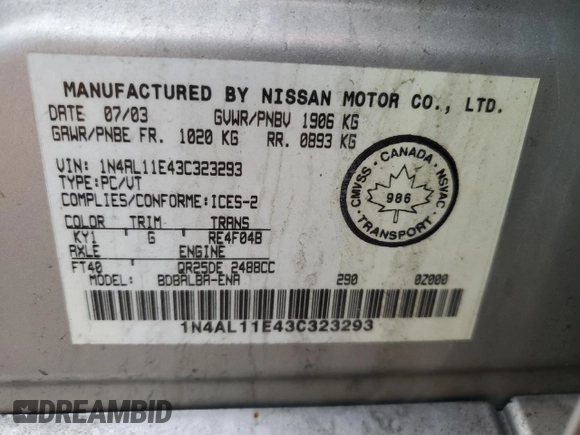 MANUFACTURED BY NISSAN MOTOR CO., LTD.
DATE 07/03 GVWR/PNBV 1906 KG
GAWR/PNBE FR. 1020 KG RR. 0893 KG
VIN: 1N4AL11E43C323293
TYPE:PC/VT
COMPLIES/CONFORME:ICES-2
COLOR TRIM TRANS
KY1 G RE4F04B
AXLE ENGINE
FT40 QR25DE 2488CC
MODEL: BDBALBA-ENA 290 0Z000
1N4AL11E43C323293
CMVSS - CANADA - NSVAC
986
TRANSPORT
DREAMBID